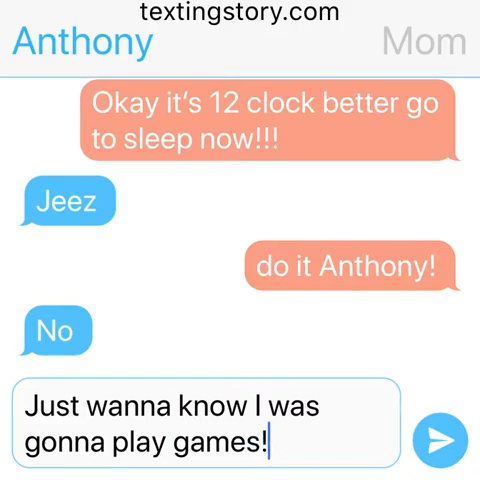 textingstory.com
Anthony
Mom
Okay it’s 12 clock better go
to sleep now!!!
Jeez
do it Anthony!
No
Just wanna know I was
gonna play games!